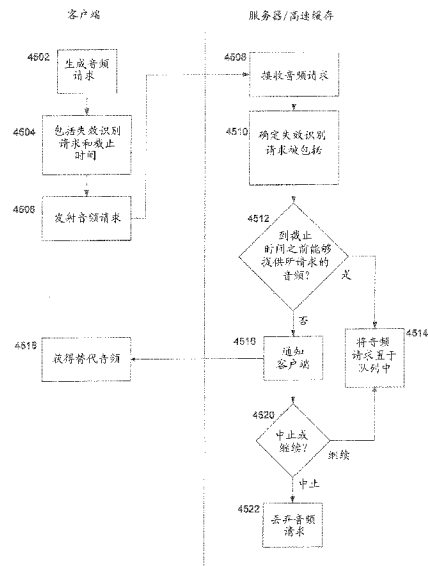 客户端
服务器/高速缓存
4502
生成音频
请求
4504
包括失效识别
请求和截止
时间
4506
发射音频请求
4508
接收音频请求
4510
确定失效识别
请求被包括
4512
到截止
时间之前能够
提供所请求的
音频?
是
否
4514
将音频
请求置于
队列中
4516
通知
客户端
4518
获得替代音频
4520
中止或
继续?
继续
中止
4522
丢弃音频
请求